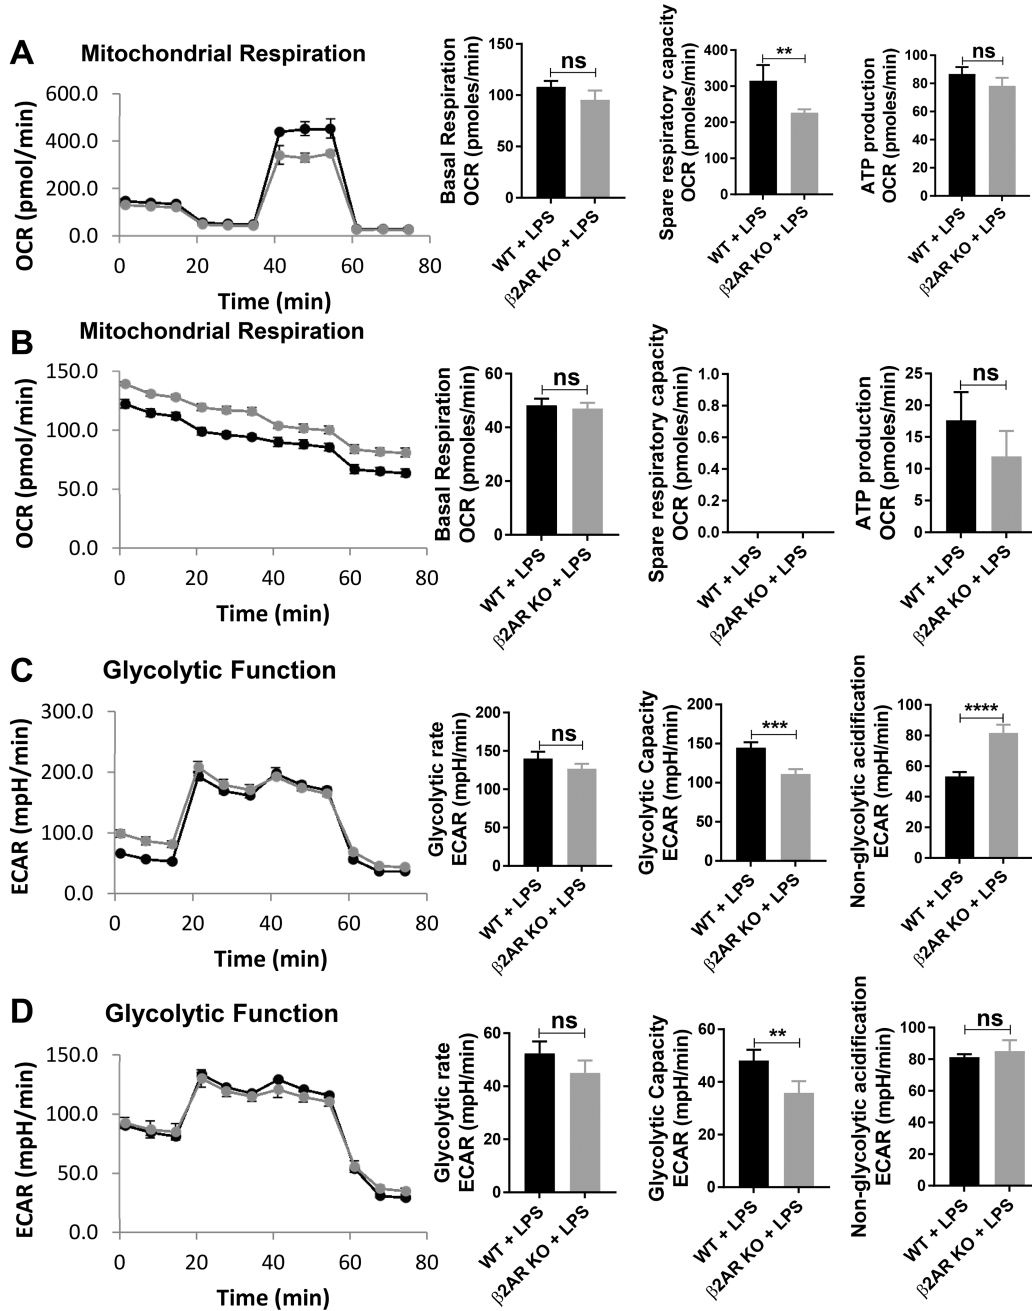 A
Mitochondrial Respiration
OCR (pmol/min)
600.0
400.0
200.0
0.0
0
20
40
60
80
Time (min)
Basal Respiration
OCR (pmoles/min)
150
100
50
0
ns
WT + LPS
β2AR KO + LPS
Spare respiratory capacity
OCR (pmoles/min)
400
300
200
100
0
**
WT + LPS
β2AR KO + LPS
ATP production
OCR (pmoles/min)
100
80
60
40
20
0
ns
WT + LPS
β2AR KO + LPS
B
Mitochondrial Respiration
OCR (pmol/min)
150.0
100.0
50.0
0.0
0
20
40
60
80
Time (min)
Basal Respiration
OCR (pmoles/min)
60
40
20
0
ns
WT + LPS
β2AR KO + LPS
Spare respiratory capacity
OCR (pmoles/min)
1.0
0.8
0.6
0.4
0.2
0.0
WT + LPS
β2AR KO + LPS
ATP production
OCR (pmoles/min)
25
20
15
10
5
0
ns
WT + LPS
β2AR KO + LPS
C
Glycolytic Function
ECAR (mpH/min)
300.0
200.0
100.0
0.0
0
20
40
60
80
Time (min)
Glycolytic rate
ECAR (mpH/min)
200
150
100
50
0
ns
WT + LPS
β2AR KO + LPS
Glycolytic Capacity
ECAR (mpH/min)
200
150
100
50
0
***
WT + LPS
β2AR KO + LPS
Non-glycolytic acidification
ECAR (mpH/min)
100
80
60
40
20
0
****
WT + LPS
β2AR KO + LPS
D
Glycolytic Function
ECAR (mpH/min)
150.0
100.0
50.0
0.0
0
20
40
60
80
Time (min)
Glycolytic rate
ECAR (mpH/min)
60
40
20
0
ns
WT + LPS
β2AR KO + LPS
Glycolytic Capacity
ECAR (mpH/min)
60
40
20
0
**
WT + LPS
β2AR KO + LPS
Non-glycolytic acidification
ECAR (mpH/min)
100
80
60
40
20
0
ns
WT + LPS
β2AR KO + LPS